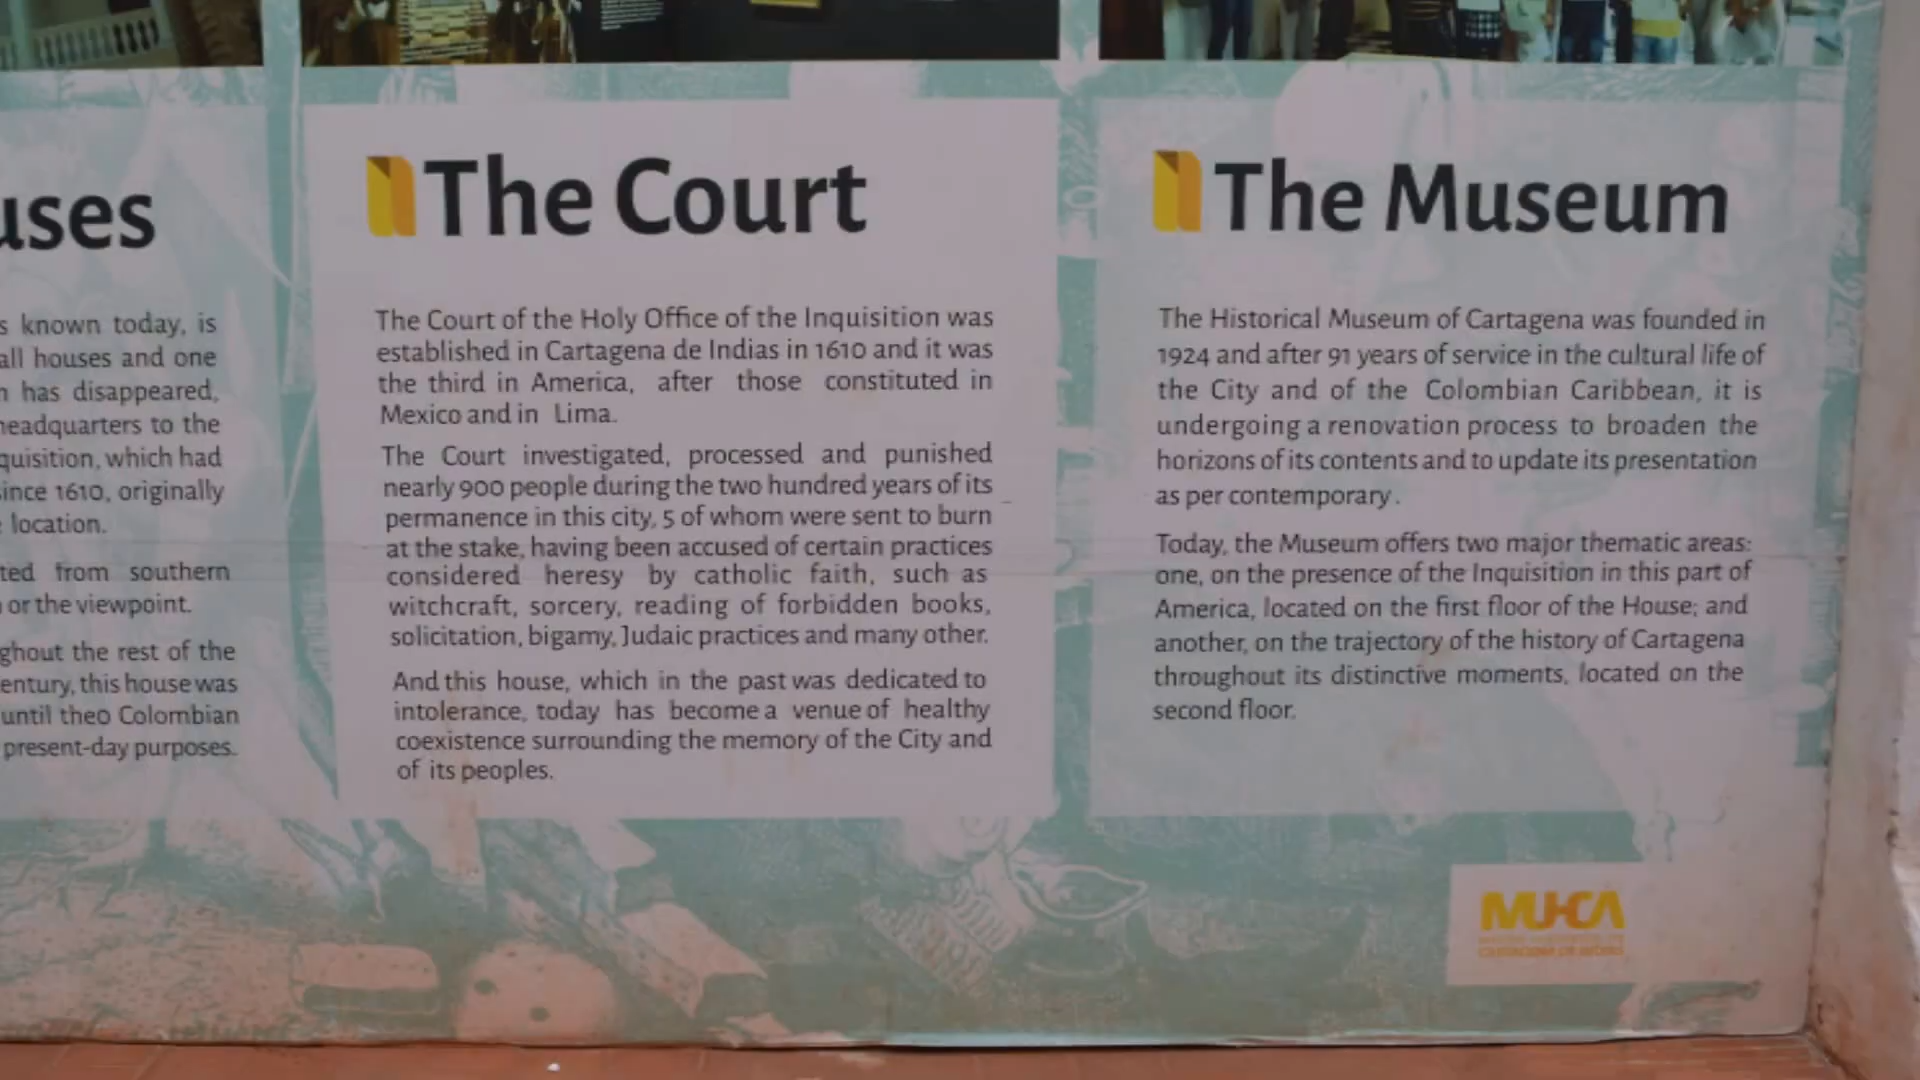 uses
s known today, is
all houses and one
n has disappeared,
headquarters to the
quisition, which had
since 1610, originally
location.
ted from southern
or the viewpoint.
ghout the rest of the
entury, this house was
until theo Colombian
present-day purposes.
The Court
The Court of the Holy Office of the Inquisition was
established in Cartagena de Indias in 1610 and it was
the third in America, after those constituted in
Mexico and in Lima.
The Court investigated, processed and punished
nearly 900 people during the two hundred years of its
permanence in this city, 5 of whom were sent to burn
at the stake, having been accused of certain practices
considered heresy by catholic faith, such as
witchcraft, sorcery, reading of forbidden books,
solicitation, bigamy, Judaic practices and many other.
And this house, which in the past was dedicated to
intolerance, today has become a venue of healthy
coexistence surrounding the memory of the City and
of its peoples.
The Museum
The Historical Museum of Cartagena was founded in
1924 and after 91 years of service in the cultural life of
the City and of the Colombian Caribbean, it is
undergoing a renovation process to broaden the
horizons of its contents and to update its presentation
as per contemporary.
Today, the Museum offers two major thematic areas:
one, on the presence of the Inquisition in this part of
America, located on the first floor of the House; and
another, on the trajectory of the history of Cartagena
throughout its distinctive moments, located on the
second floor.
MUHCA